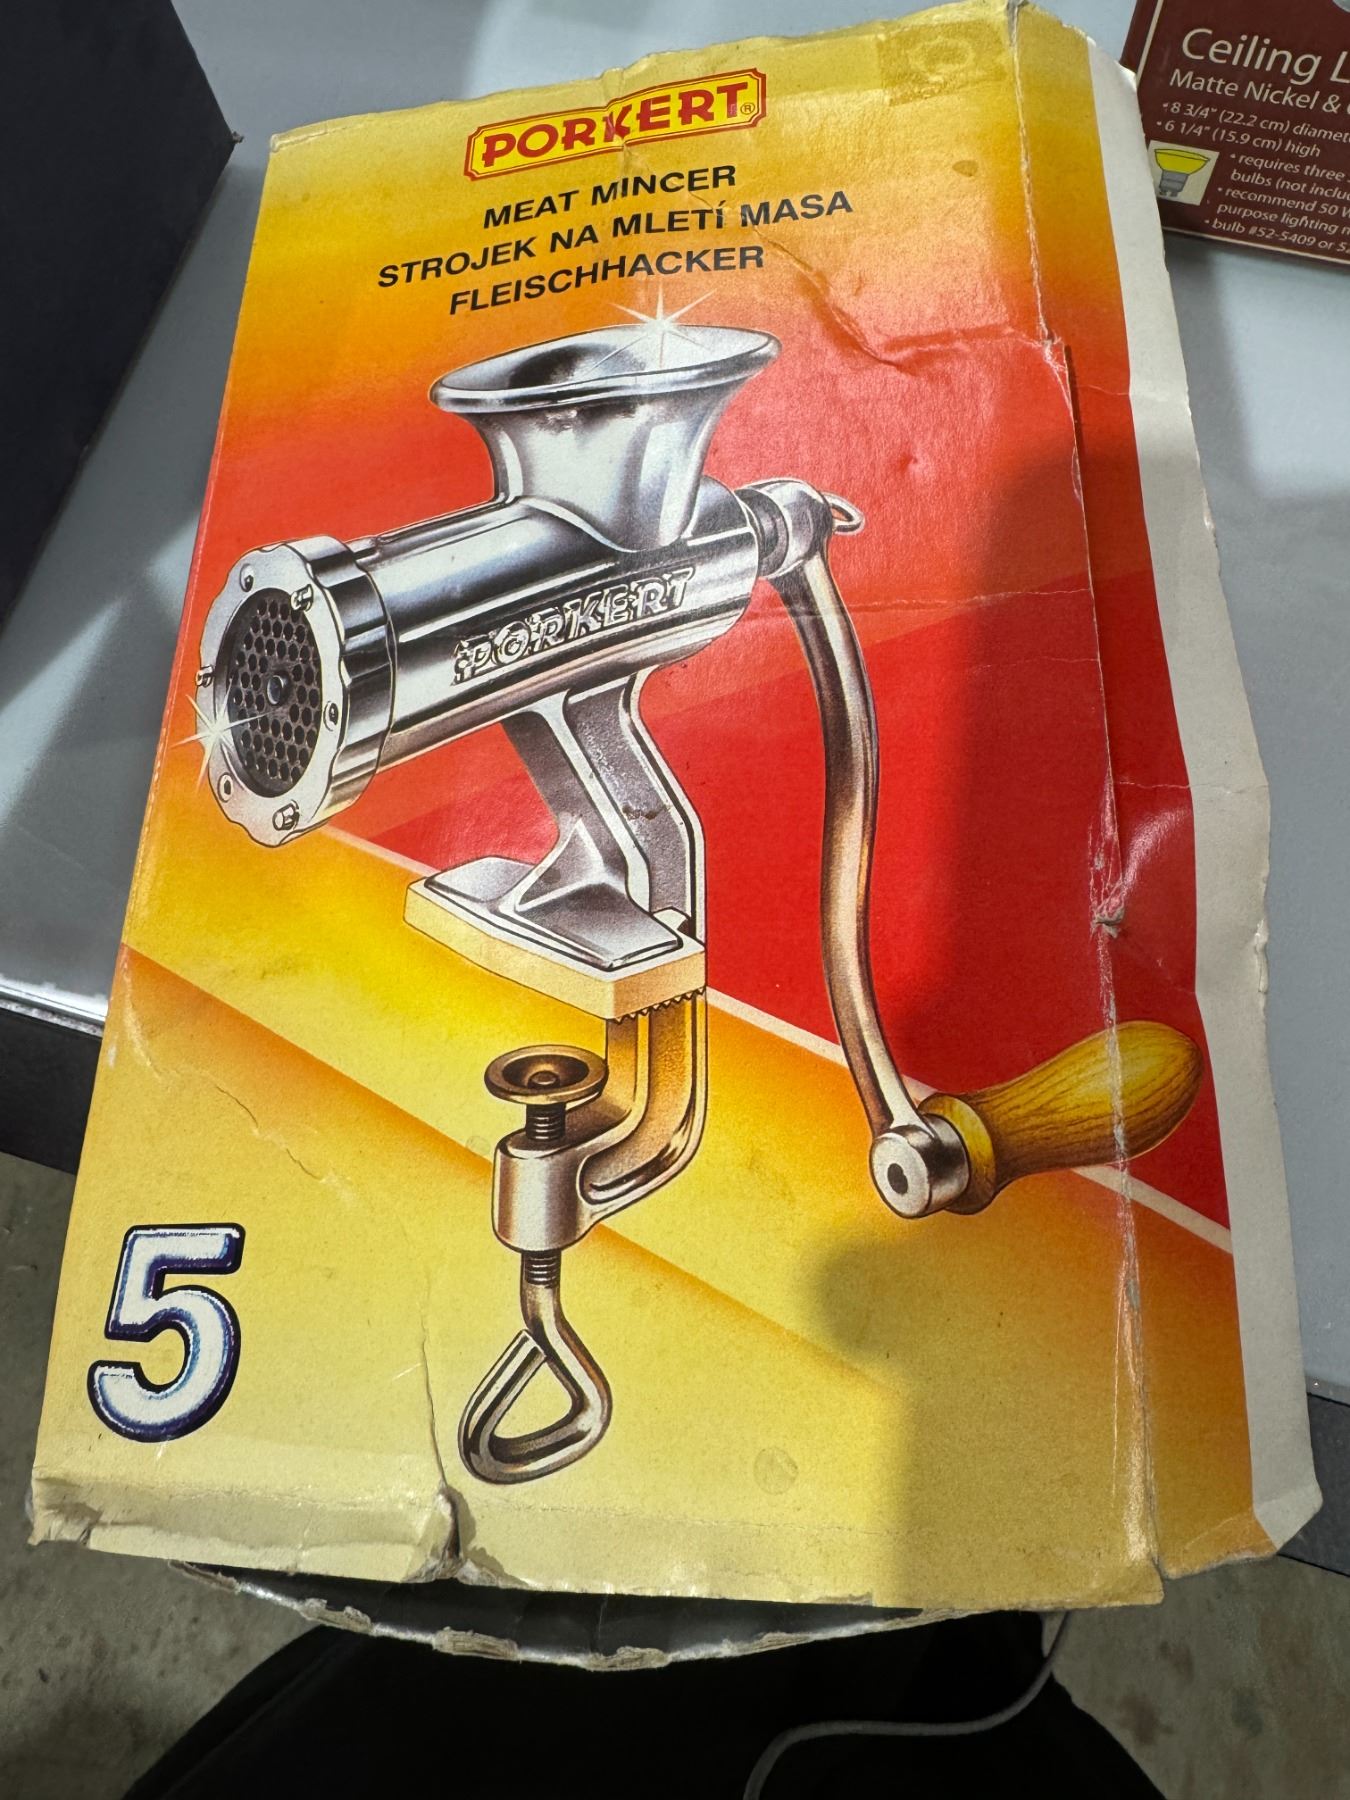 PORKERT®
MEAT MINCER
STROJEK NA MLETÍ MASA
FLEISCHHACKER
PORKERT
5
Ceiling
Matte Nickel &
• 8 3/4" (22.2 cm)
• 6 1/4" (15.9 cm) high
• requires three
bulbs (not
• recommend 50
purpose lighting
• bulb #52-5409 or